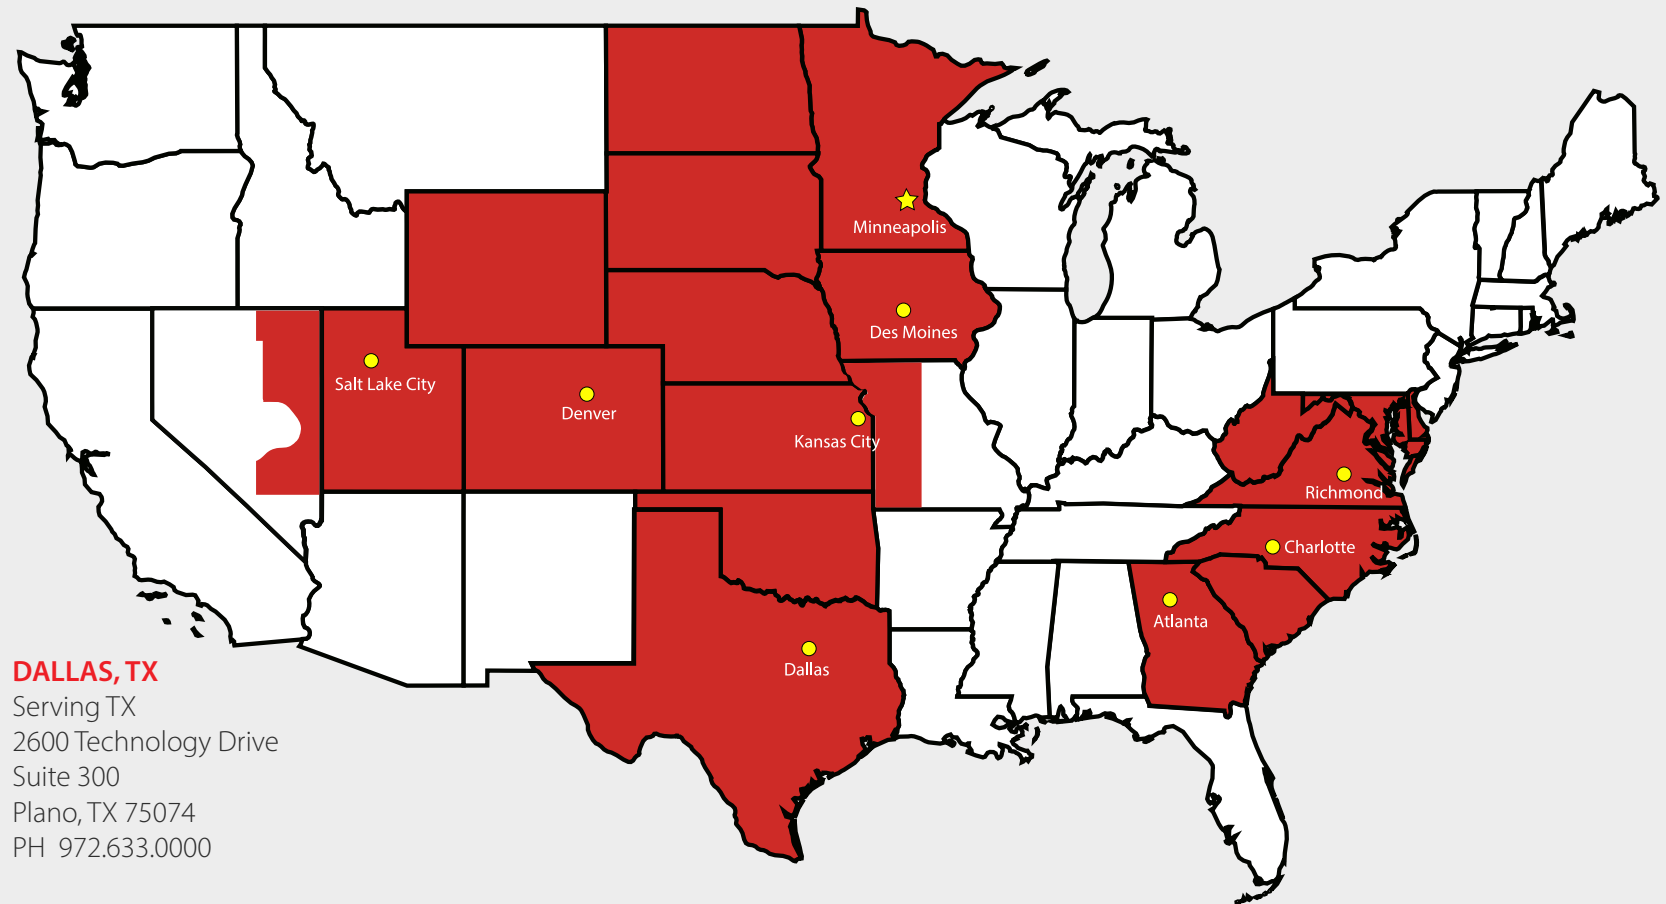 Minneapolis
Des Moines
Salt Lake City
Denver
Kansas City
Richmond
Charlotte
Atlanta
Dallas
DALLAS, TX
Serving TX
2600 Technology Drive
Suite 300
Plano, TX 75074
PH 972.633.0000